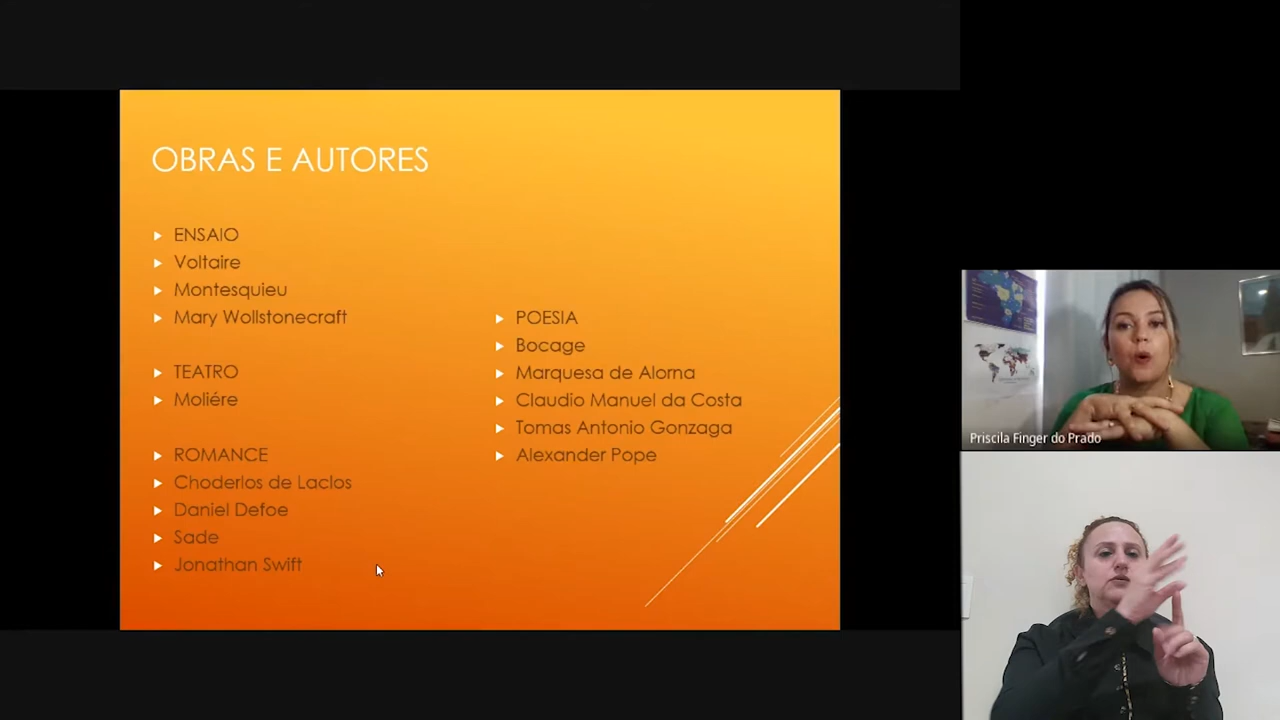 OBRAS E AUTORES
ENSAIO
Voltaire
Montesquieu
Mary Wollstonecraft
TEATRO
Moliére
ROMANCE
Choderlos de Laclos
Daniel Defoe
Sade
Jonathan Swift
POESIA
Bocage
Marquesa de Alorna
Claudio Manuel da Costa
Tomas Antonio Gonzaga
Alexander Pope
Priscila Finger do Prado